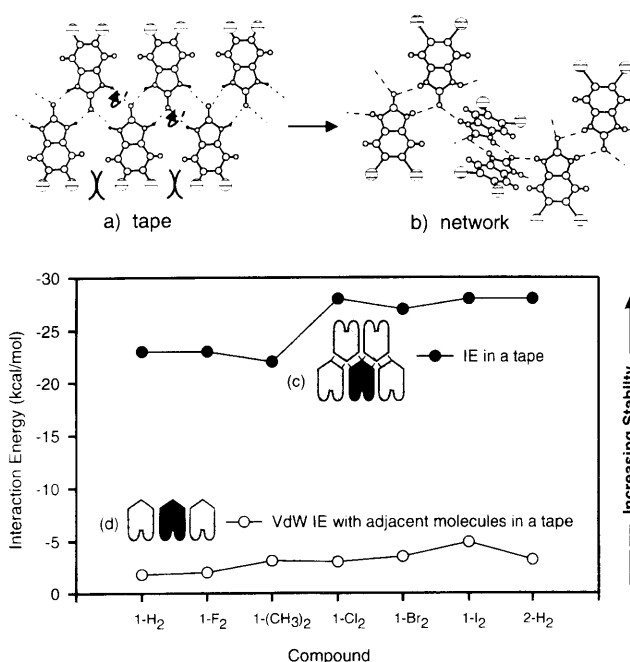 a) tape
b) network
-30
-25
-20
-15
-10
-5
0
Interaction Energy (kcal/mol)
(c)
IE in a tape
(d)
VdW IE with adjacent molecules in a tape
Increasing Stablity
1-H2
1-F2
1-(CH3)2
1-Cl2
1-Br2
1-I2
2-H2
Compound